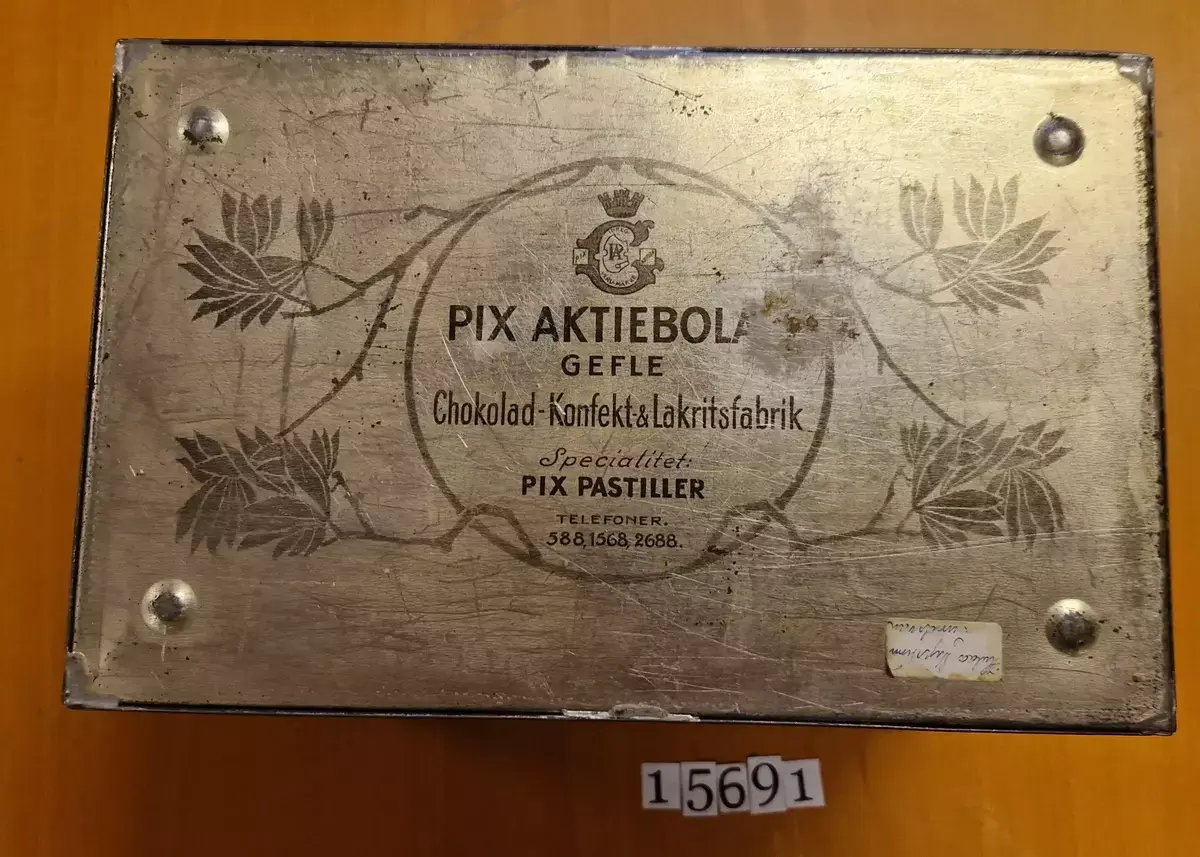 PIX AKTIEBOLA
GEFLE
Chokolad-Konfekt-&Lakritsfabrik
Specialitet:
PIX PASTILLER
TELEFONER.
588,1568,2688.
15691